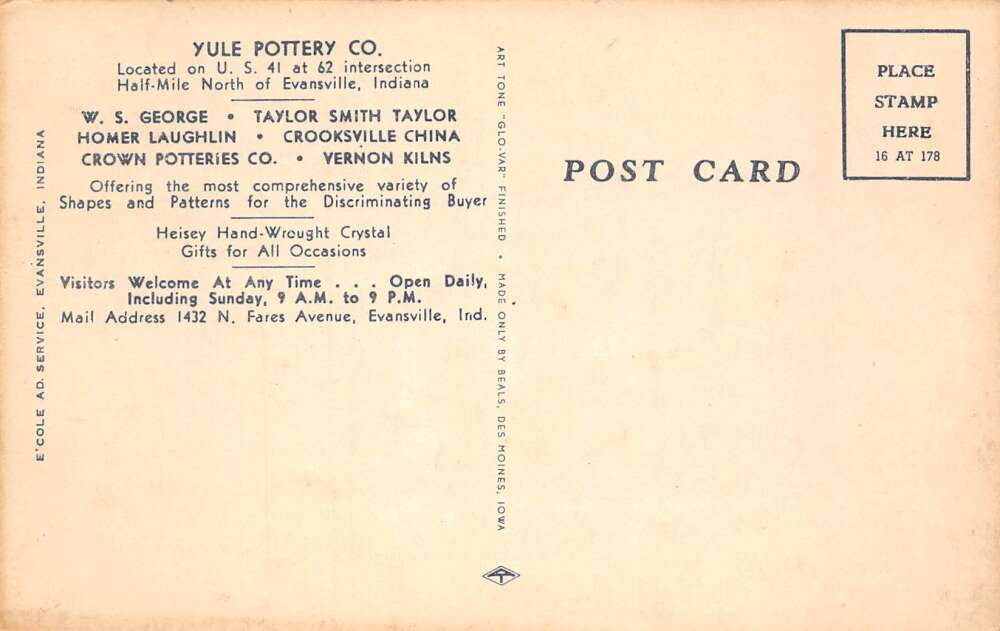 YULE POTTERY CO.
Located on U. S. 41 at 62 intersection
Half-Mile North of Evansville, Indiana
W. S. GEORGE • TAYLOR SMITH TAYLOR
HOMER LAUGHLIN • CROOKSVILLE CHINA
CROWN POTTERIES CO. • VERNON KILNS
Offering the most comprehensive variety of
Shapes and Patterns for the Discriminating Buyer
Heisey Hand-Wrought Crystal
Gifts for All Occasions
Visitors Welcome At Any Time . . . Open Daily,
Including Sunday, 9 A.M. to 9 P.M.
Mail Address 1432 N. Fares Avenue, Evansville, Ind.
E'COLE AD. SERVICE, EVANSVILLE, INDIANA
ART TONE "GLO-VAR" FINISHED • MADE ONLY BY BEALS, DES MOINES, IOWA
POST CARD
PLACE
STAMP
HERE
16 AT 178